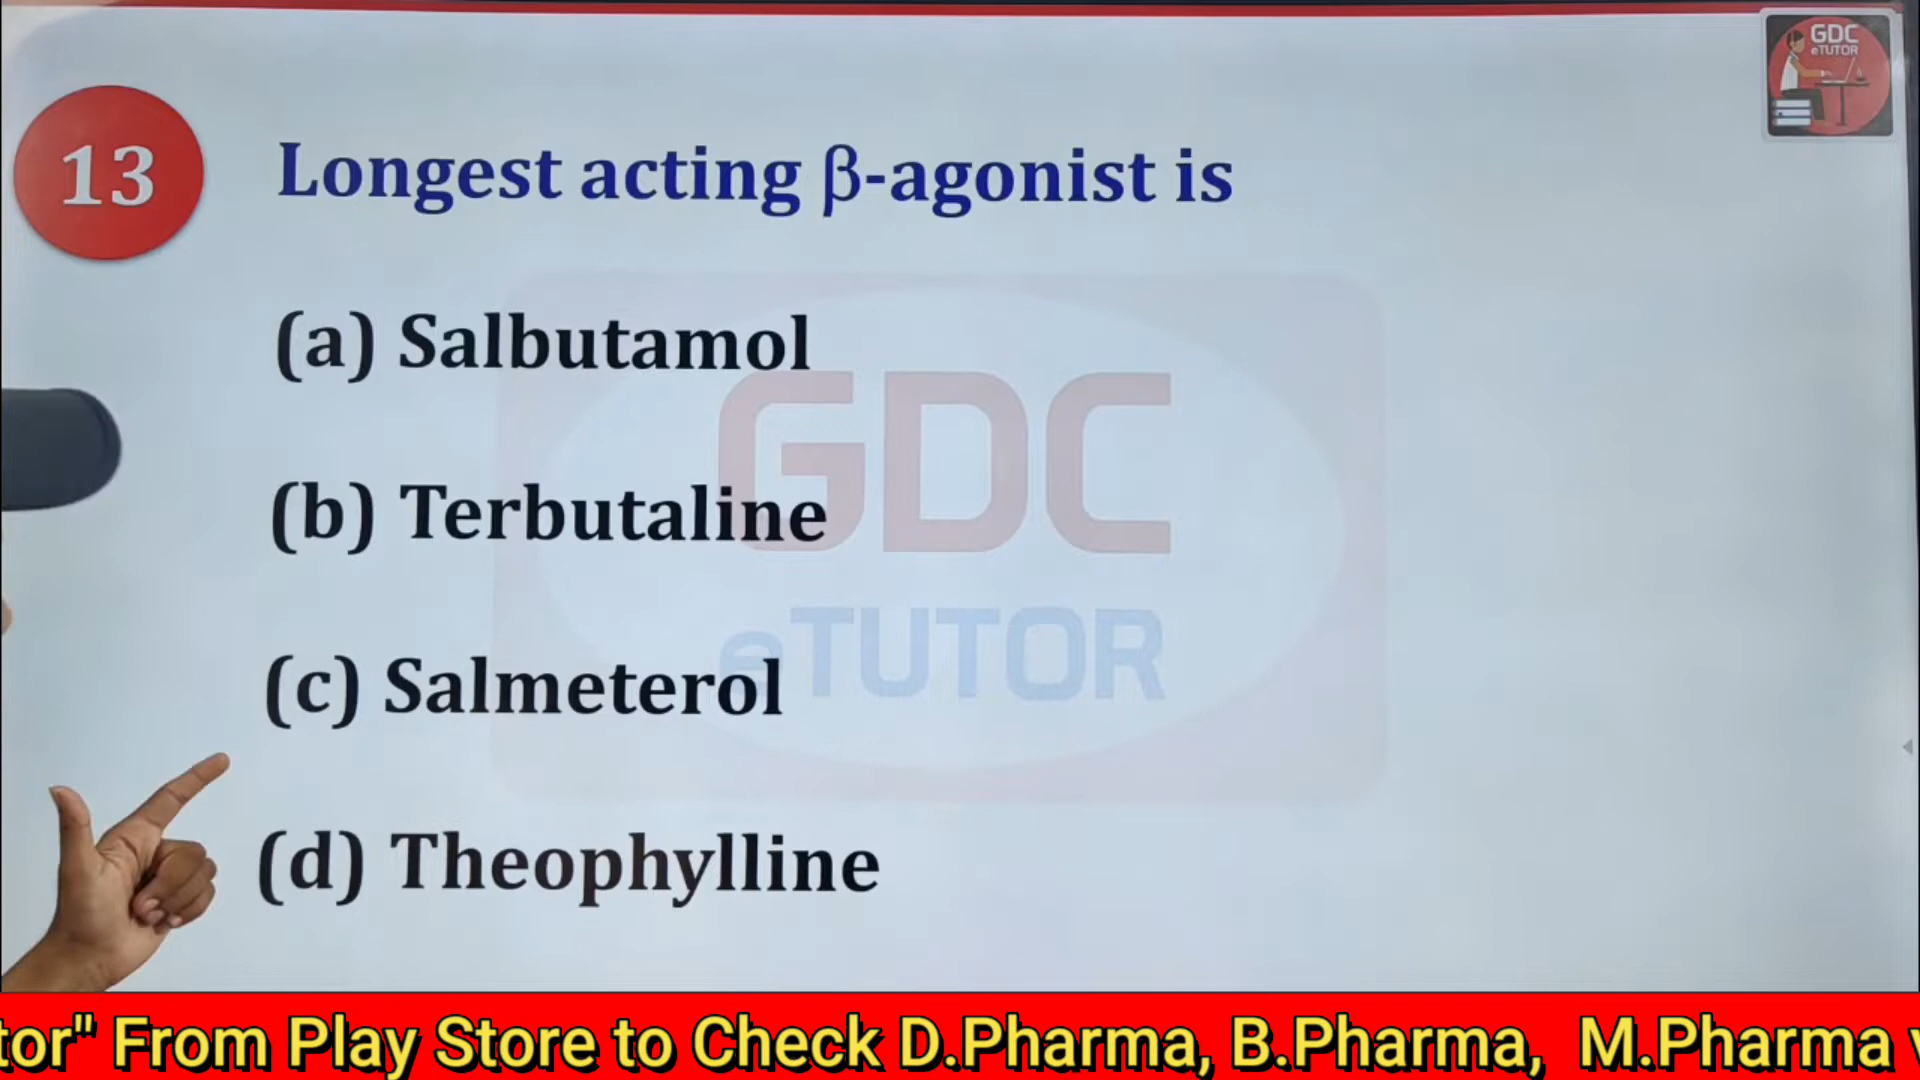 GDC
eTUTOR
13
Longest acting β-agonist is
(a) Salbutamol
(b) Terbutaline
(c) Salmeterol
(d) Theophylline
GDC
eTUTOR
tor" From Play Store to Check D.Pharma, B.Pharma, M.Pharma